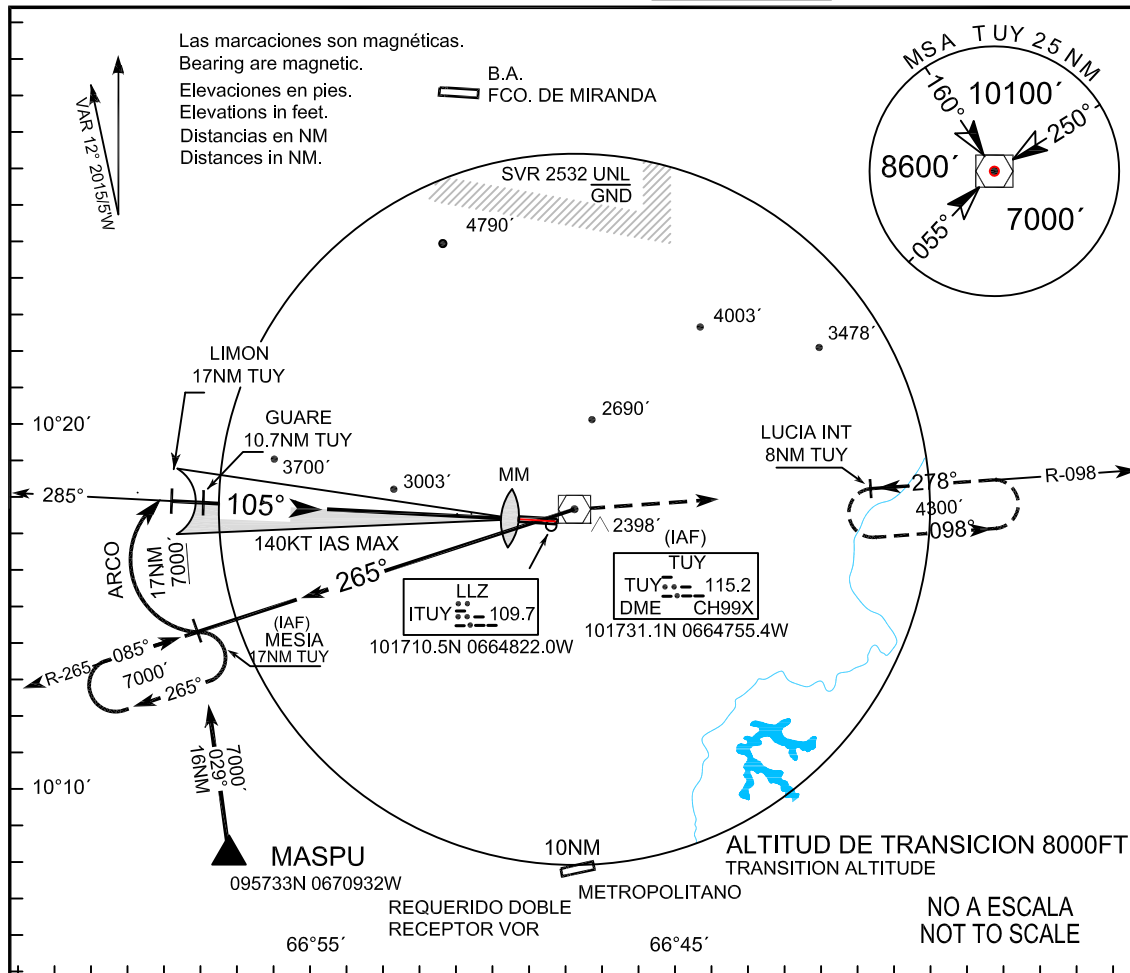 Las marcaciones son magnéticas.
Bearing are magnetic.
Elevaciones en pies.
Elevations in feet.
Distancias en NM
Distances in NM.
VAR 12° 2015/5'W
B.A.
FCO. DE MIRANDA
MSA TUY 25 NM
10100´
160°
250°
8600´
7000´
055°
SVR 2532 UNL
GND
4790´
4003´
3478´
LIMON
17NM TUY
10°20´
GUARE
10.7NM TUY
2690´
LUCIA INT
8NM TUY
3700´
3003´
MM
R-098
285°
105°
278°
4300´
098°
2398´
140KT IAS MAX
(IAF)
TUY
TUY 115.2
DME CH99X
101731.1N 0664755.4W
ARCO
17NM
7000´
265°
LLZ
ITUY 109.7
101710.5N 0664822.0W
(IAF)
MESIA
17NM TUY
R-265
085°
7000´
265°
7000´
029°
16NM
10°10´
MASPU
095733N 0670932W
10NM
METROPOLITANO
ALTITUD DE TRANSICION 8000FT
TRANSITION ALTITUDE
REQUERIDO DOBLE
RECEPTOR VOR
NO A ESCALA
NOT TO SCALE
66°55´
66°45´